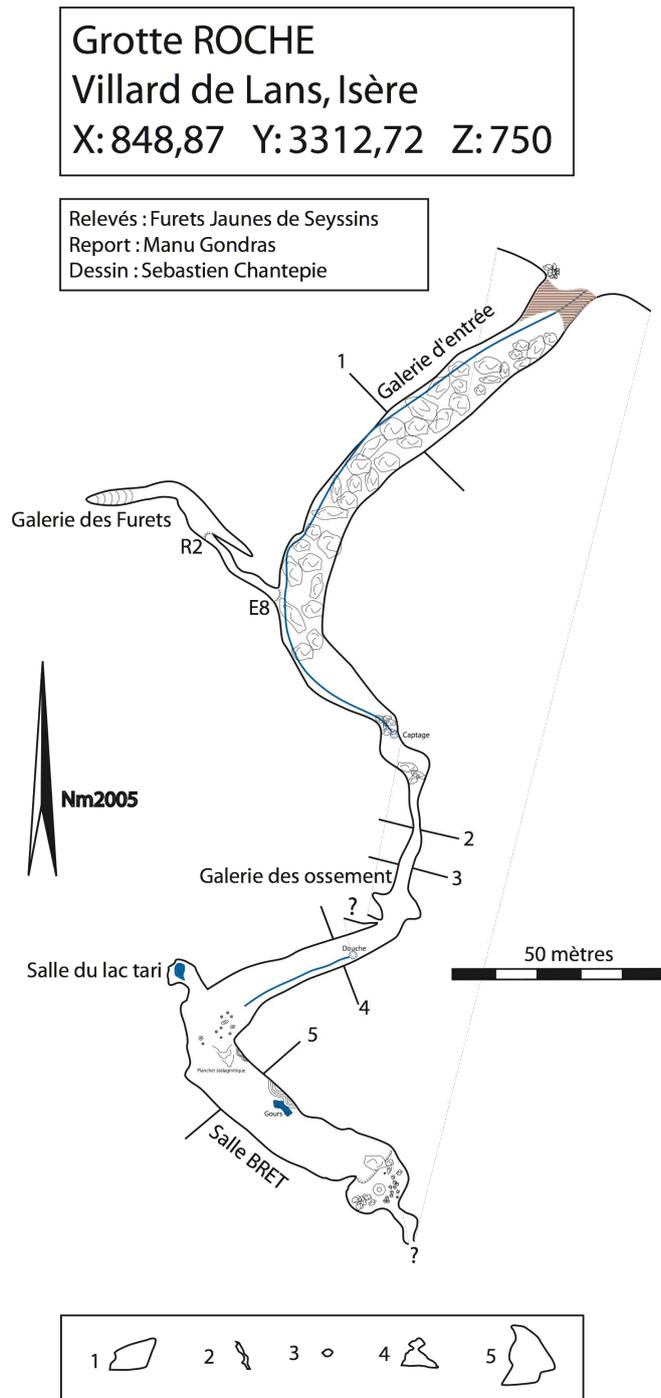 Grotte ROCHE
Villard de Lans, Isère
X: 848,87 Y: 3312,72 Z: 750
Relevés : Furets Jaunes de Seyssins
Report : Manu Gondras
Dessin : Sebastien Chantepie
Galerie d'entrée
1
Galerie des Furets
R2
E8
Captage
Nm2005
2
Galerie des ossement
3
?
Douche
50 mètres
Salle du lac tari
4
5
Plancher stalagmitique
Gours
Salle BRET
?
1 2 3 4 5